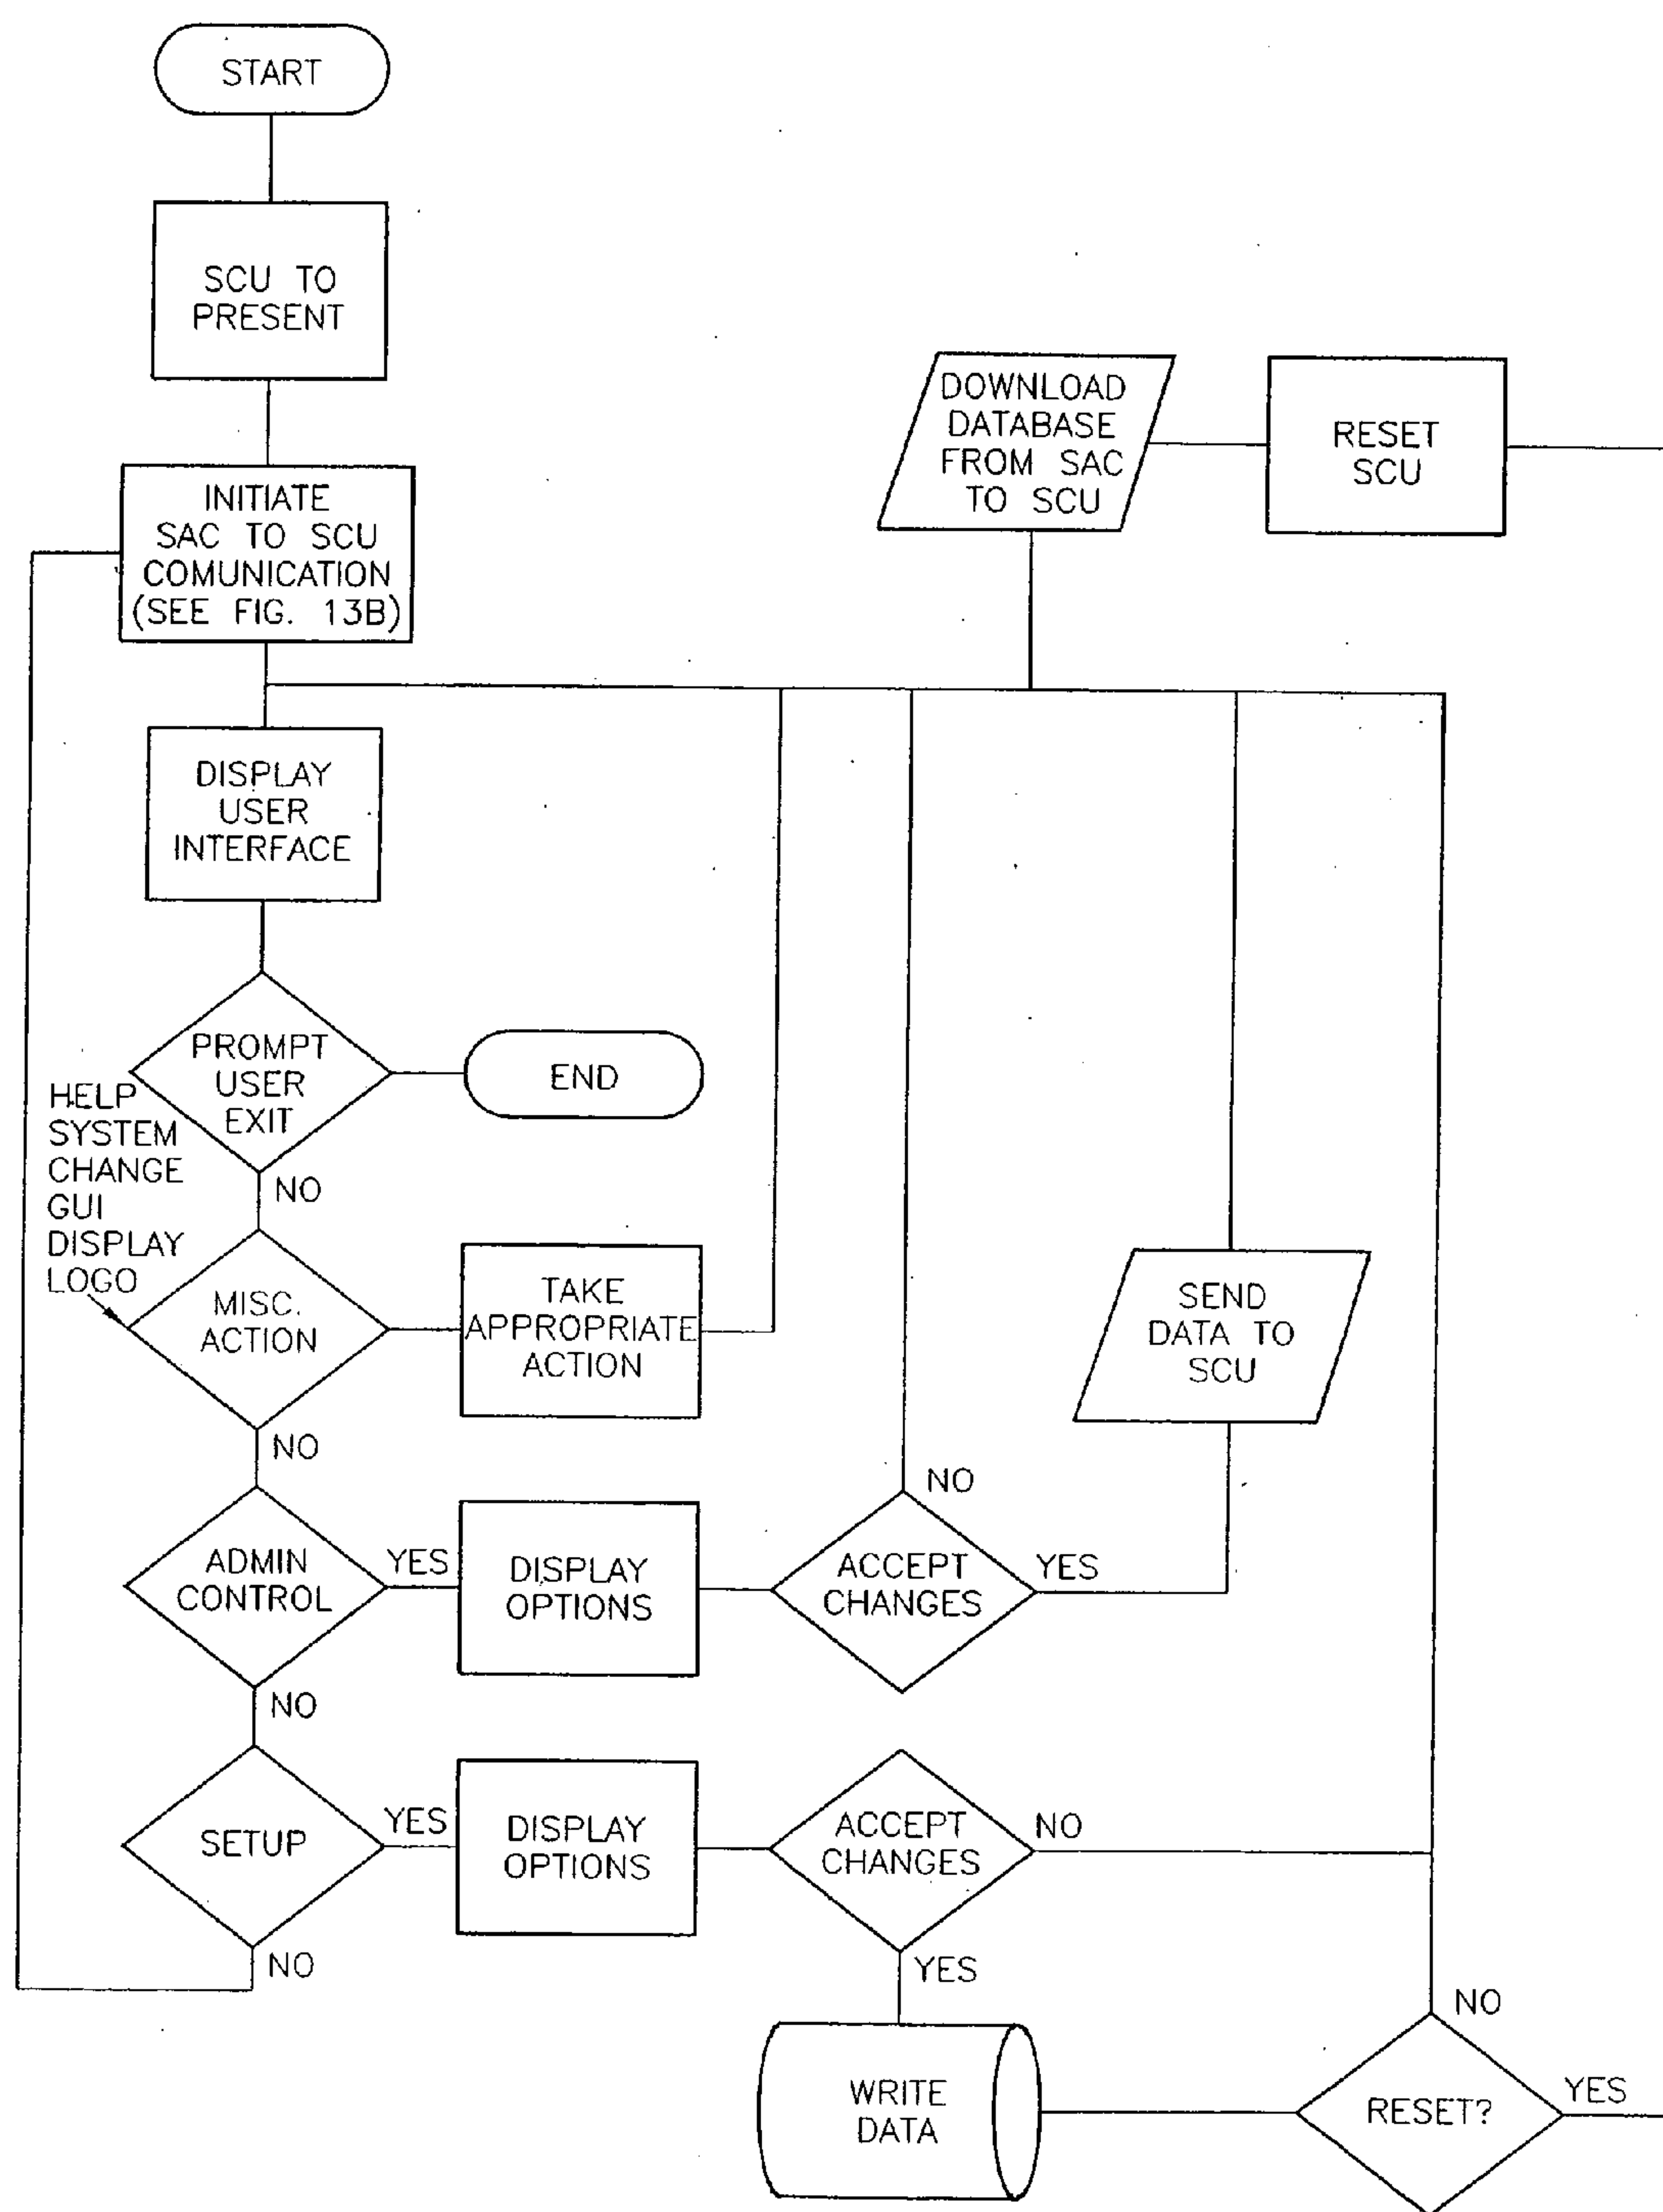 START
SCU TO
PRESENT
INITIATE
SAC TO SCU
COMUNICATION
(SEE FIG. 13B)
DOWNLOAD
DATABASE
FROM SAC
TO SCU
RESET
SCU
DISPLAY
USER
INTERFACE
PROMPT
USER
EXIT
END
NO
HELP
SYSTEM
CHANGE
GUI
DISPLAY
LOGO
MISC.
ACTION
TAKE
APPROPRIATE
ACTION
SEND
DATA TO
SCU
NO
ADMIN
CONTROL
YES
DISPLAY
OPTIONS
NO
ACCEPT
CHANGES
YES
NO
SETUP
YES
DISPLAY
OPTIONS
ACCEPT
CHANGES
NO
NO
YES
WRITE
DATA
NO
RESET?
YES